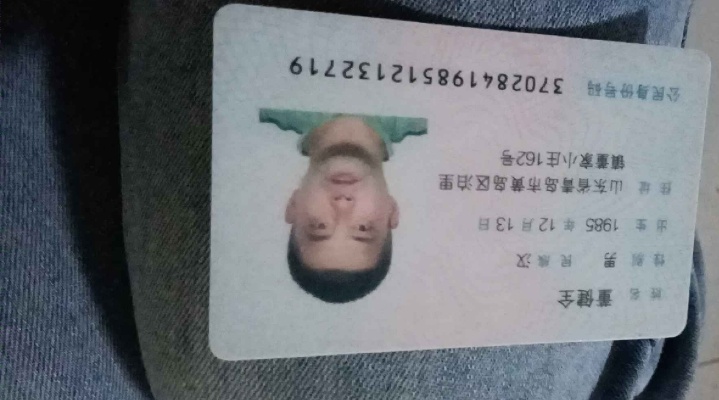 姓名 董健全
性别 男 民族 汉
出生 1985 年 12 月 13 日
住址 山东省青岛市黄岛区泊里
镇董家小庄162号
公民身份号码 370284198512132719